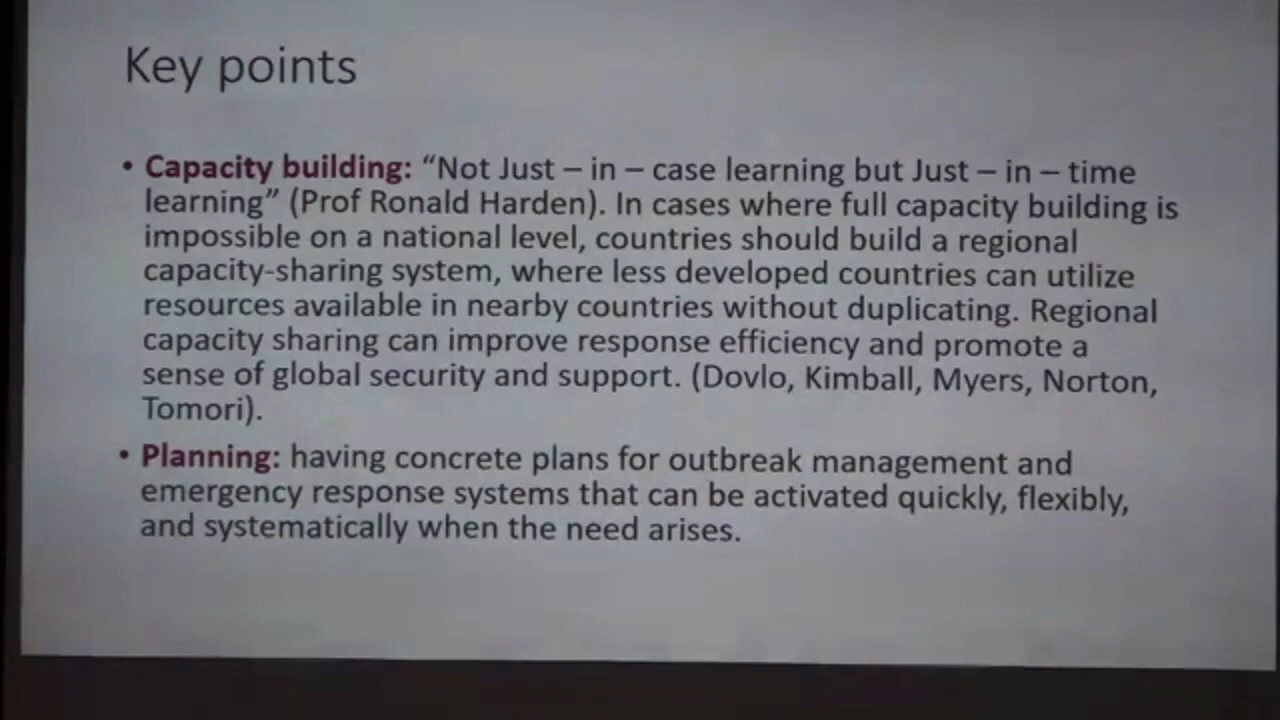 Key points
• Capacity building: “Not Just – in – case learning but Just – in – time
learning” (Prof Ronald Harden). In cases where full capacity building is
impossible on a national level, countries should build a regional
capacity-sharing system, where less developed countries can utilize
resources available in nearby countries without duplicating. Regional
capacity sharing can improve response efficiency and promote a
sense of global security and support. (Dovlo, Kimball, Myers, Norton,
Tomori).
• Planning: having concrete plans for outbreak management and
emergency response systems that can be activated quickly, flexibly,
and systematically when the need arises.